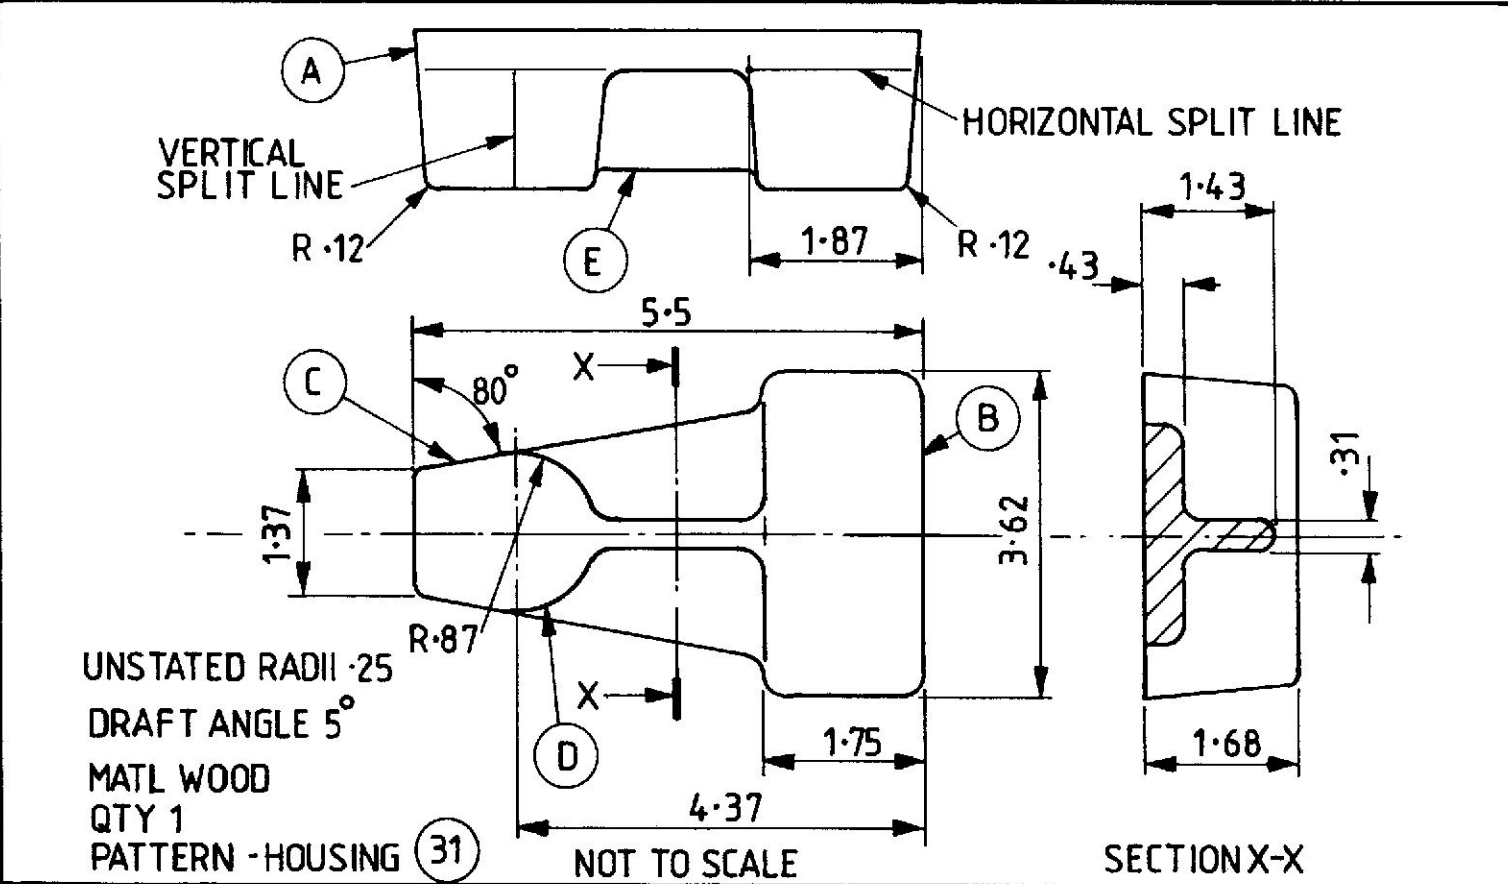 A
VERTICAL
SPLIT LINE
HORIZONTAL SPLIT LINE
R ·12
E
1·87
R ·12
1·43
·43
5·5
X
C
80°
B
1·37
3·62
·31
R·87
UNSTATED RADII ·25
DRAFT ANGLE 5°
X
D
1·75
1·68
MATL WOOD
QTY 1
4·37
PATTERN - HOUSING 31
NOT TO SCALE
SECTION X-X